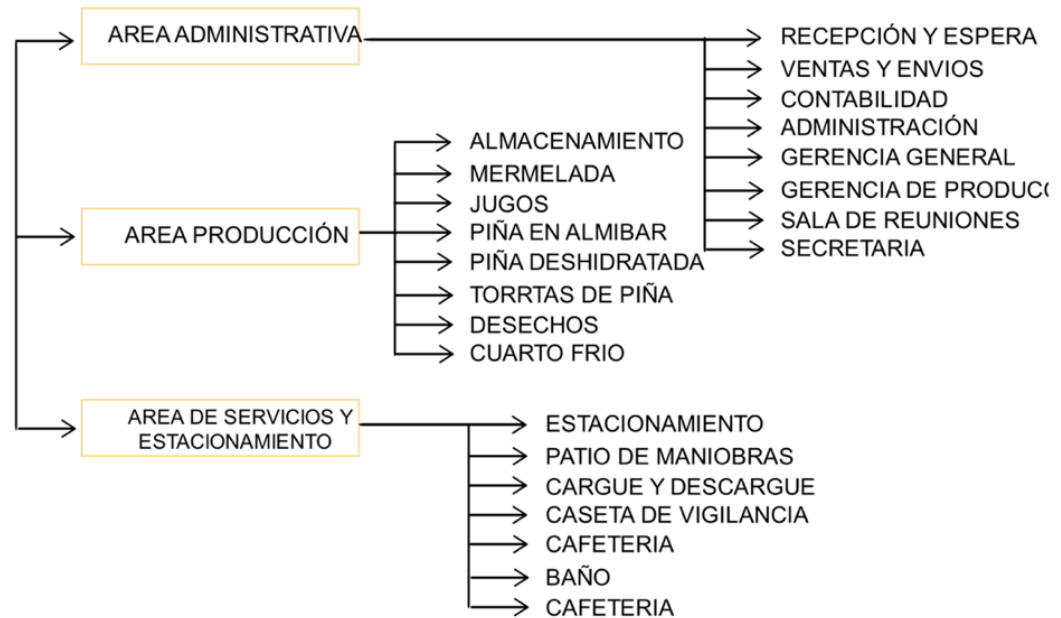 AREA ADMINISTRATIVA
RECEPCIÓN Y ESPERA
VENTAS Y ENVIOS
CONTABILIDAD
ADMINISTRACIÓN
GERENCIA GENERAL
GERENCIA DE PRODUCC
SALA DE REUNIONES
SECRETARIA
AREA PRODUCCIÓN
ALMACENAMIENTO
MERMELADA
JUGOS
PIÑA EN ALMIBAR
PIÑA DESHIDRATADA
TORRTAS DE PIÑA
DESECHOS
CUARTO FRIO
AREA DE SERVICIOS Y
ESTACIONAMIENTO
ESTACIONAMIENTO
PATIO DE MANIOBRAS
CARGUE Y DESCARGUE
CASETA DE VIGILANCIA
CAFETERIA
BAÑO
CAFETERIA